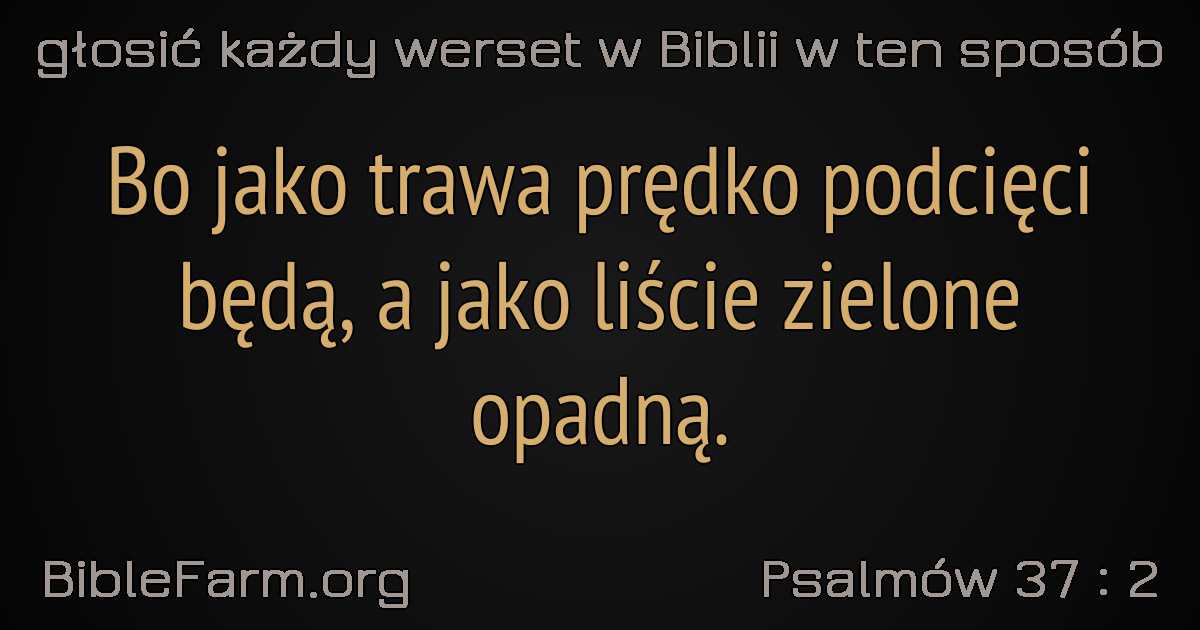 głosić każdy werset w Biblii w ten sposób
Bo jako trawa prędko podcięci
będą, a jako liście zielone
opadną.
BibleFarm.org
Psalmów 37 : 2